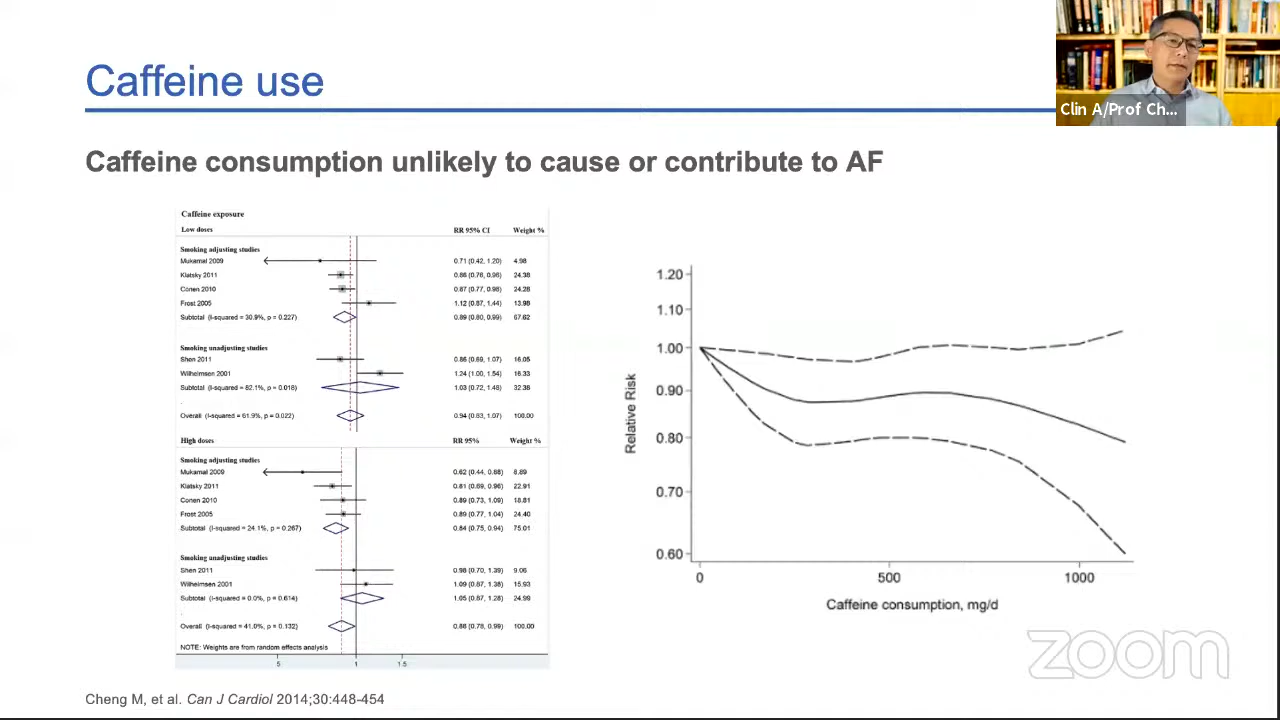 Caffeine use
Clin A/Prof Ch...
Caffeine consumption unlikely to cause or contribute to AF
Caffeine exposure
Low doses RR 95% CI Weight %
Smoking adjusting studies
Mukamal 2009 0.71 (0.42, 1.20) 4.98
Klatsky 2011 0.86 (0.76, 0.96) 24.38
Conen 2010 0.87 (0.77, 0.98) 24.28
Frost 2005 1.12 (0.87, 1.44) 13.98
Subtotal (I-squared = 30.9%, p = 0.227) 0.89 (0.80, 0.99) 67.62
Smoking unadjusting studies
Shen 2011 0.86 (0.69, 1.07) 16.05
Wilhelmsen 2001 1.24 (1.00, 1.54) 16.33
Subtotal (I-squared = 82.1%, p = 0.018) 1.03 (0.72, 1.48) 32.38
.
Overall (I-squared = 61.9%, p = 0.022) 0.94 (0.83, 1.07) 100.00
High doses RR 95% Weight %
Smoking adjusting studies
Mukamal 2009 0.62 (0.44, 0.88) 8.89
Klatsky 2011 0.81 (0.69, 0.96) 22.91
Conen 2010 0.89 (0.73, 1.09) 18.81
Frost 2005 0.89 (0.77, 1.04) 24.40
Subtotal (I-squared = 24.1%, p = 0.267) 0.84 (0.75, 0.94) 75.01
Smoking unadjusting studies
Shen 2011 0.98 (0.70, 1.39) 9.06
Wilhelmsen 2001 1.09 (0.87, 1.38) 15.93
Subtotal (I-squared = 0.0%, p = 0.614) 1.05 (0.87, 1.28) 24.99
.
Overall (I-squared = 41.0%, p = 0.132) 0.88 (0.78, 0.99) 100.00
NOTE: Weights are from random effects analysis
.5 1 1.5
1.20
1.10
1.00
0.90
0.80
0.70
0.60
Relative Risk
0 500 1000
Caffeine consumption, mg/d
zoom
Cheng M, et al. Can J Cardiol 2014;30:448-454